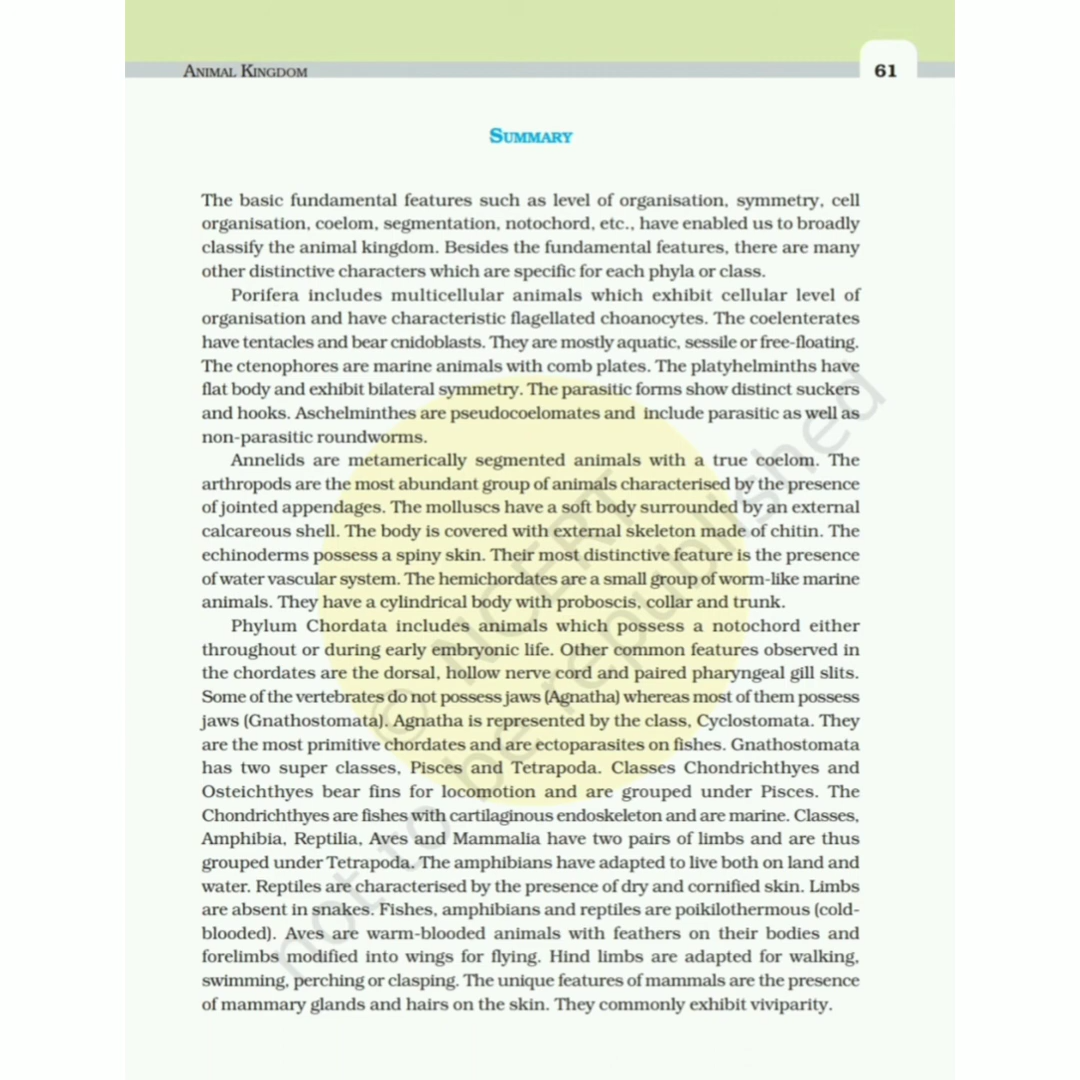 ANIMAL KINGDOM
61
SUMMARY
The basic fundamental features such as level of organisation, symmetry, cell
organisation, coelom, segmentation, notochord, etc., have enabled us to broadly
classify the animal kingdom. Besides the fundamental features, there are many
other distinctive characters which are specific for each phyla or class.
Porifera includes multicellular animals which exhibit cellular level of
organisation and have characteristic flagellated choanocytes. The coelenterates
have tentacles and bear cnidoblasts. They are mostly aquatic, sessile or free-floating.
The ctenophores are marine animals with comb plates. The platyhelminths have
flat body and exhibit bilateral symmetry. The parasitic forms show distinct suckers
and hooks. Aschelminthes are pseudocoelomates and include parasitic as well as
non-parasitic roundworms.
Annelids are metamerically segmented animals with a true coelom. The
arthropods are the most abundant group of animals characterised by the presence
of jointed appendages. The molluscs have a soft body surrounded by an external
calcareous shell. The body is covered with external skeleton made of chitin. The
echinoderms possess a spiny skin. Their most distinctive feature is the presence
of water vascular system. The hemichordates are a small group of worm-like marine
animals. They have a cylindrical body with proboscis, collar and trunk.
Phylum Chordata includes animals which possess a notochord either
throughout or during early embryonic life. Other common features observed in
the chordates are the dorsal, hollow nerve cord and paired pharyngeal gill slits.
Some of the vertebrates do not possess jaws (Agnatha) whereas most of them possess
jaws (Gnathostomata). Agnatha is represented by the class, Cyclostomata. They
are the most primitive chordates and are ectoparasites on fishes. Gnathostomata
has two super classes, Pisces and Tetrapoda. Classes Chondrichthyes and
Osteichthyes bear fins for locomotion and are grouped under Pisces. The
Chondrichthyes are fishes with cartilaginous endoskeleton and are marine. Classes,
Amphibia, Reptilia, Aves and Mammalia have two pairs of limbs and are thus
grouped under Tetrapoda. The amphibians have adapted to live both on land and
water. Reptiles are characterised by the presence of dry and cornified skin. Limbs
are absent in snakes. Fishes, amphibians and reptiles are poikilothermous (cold-
blooded). Aves are warm-blooded animals with feathers on their bodies and
forelimbs modified into wings for flying. Hind limbs are adapted for walking,
swimming, perching or clasping. The unique features of mammals are the presence
of mammary glands and hairs on the skin. They commonly exhibit viviparity.
© NCERT
not to be republished